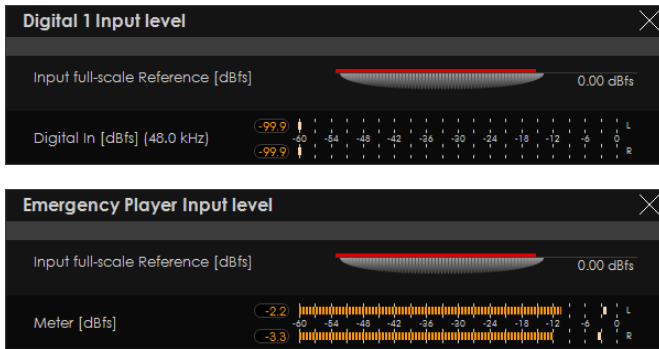 Digital 1 Input level
Input full-scale Reference [dBfs] 0.00 dBfs
-99.9 L
Digital In [dBfs] (48.0 kHz) -60 -54 -48 -42 -36 -30 -24 -18 -12 -6 0
-99.9 R
Emergency Player Input level
Input full-scale Reference [dBfs] 0.00 dBfs
-2.2 L
Meter [dBfs] -60 -54 -48 -42 -36 -30 -24 -18 -12 -6 0
-3.3 R